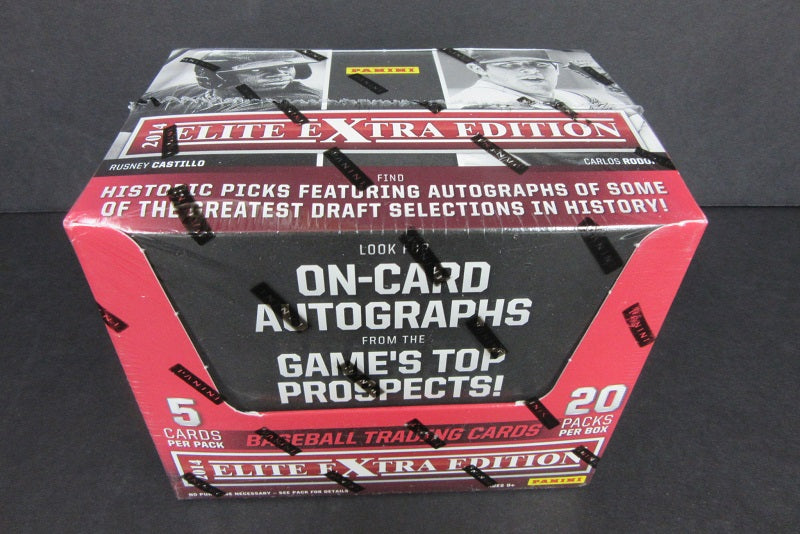 PANINI
2014 ELITE EXTRA EDITION
RUSNEY CASTILLO
CARLOS
FIND
HISTORIC PICKS FEATURING AUTOGRAPHS OF SOME
OF THE GREATEST DRAFT SELECTIONS IN HISTORY!
LOOK FOR
ON-CARD
AUTOGRAPHS
FROM THE
GAME'S TOP
PROSPECTS!
5
CARDS
PER PACK
20
PACKS
PER BOX
BASEBALL TRADING CARDS
2014 ELITE EXTRA EDITION
NO NECESSARY - SEE PACK FOR DETAILS
PANINI